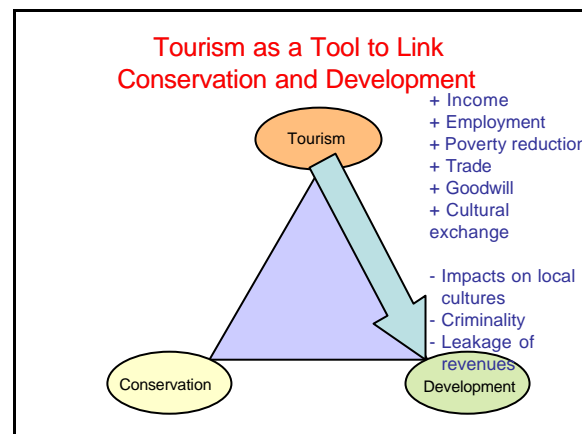 Tourism as a Tool to Link
Conservation and Development
Tourism
+ Income
+ Employment
+ Poverty reduction
+ Trade
+ Goodwill
+ Cultural
exchange
- Impacts on local
cultures
- Criminality
- Leakage of
revenues
Conservation
Development